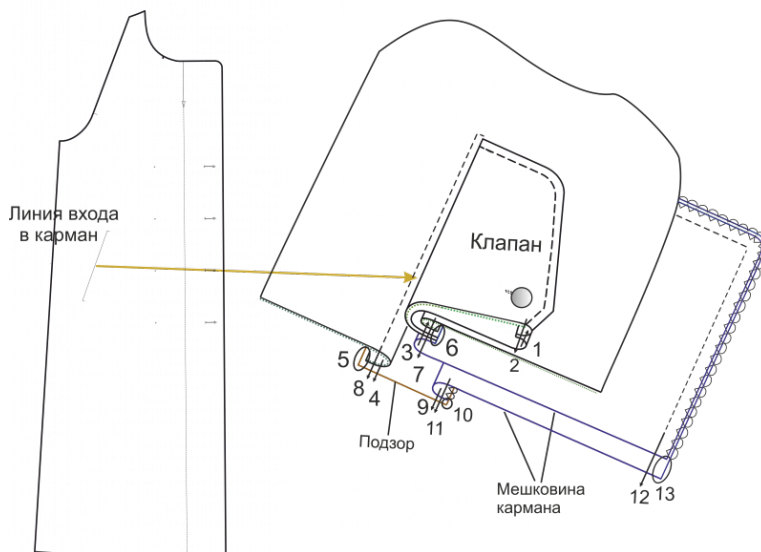 Линия входа
в карман
Клапан
1
2
3
6
5
7
8
4
9
10
11
Подзор
Мешковина
кармана
12
13